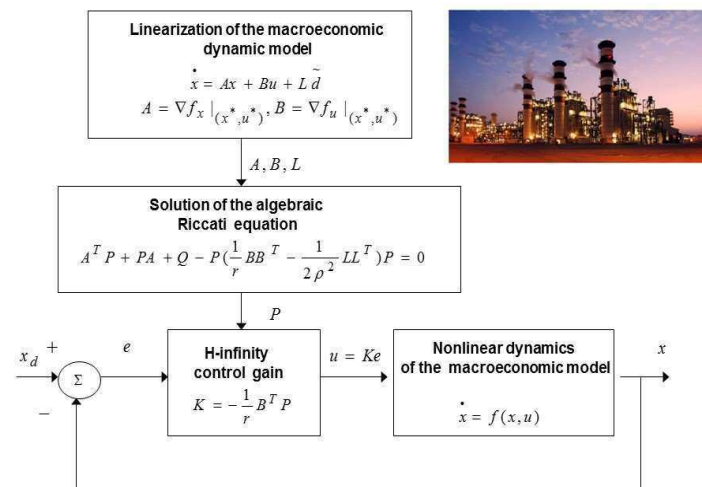 Linearization of the macroeconomic
dynamic model
ẋ = Ax + Bu + L d̃
A = ∇f_x |_(x*,u*), B = ∇f_u |_(x*,u*)
A, B, L
Solution of the algebraic
Riccati equation
A^T P + PA + Q − P(1/r BB^T − 1/(2ρ^2) LL^T)P = 0
P
x_d + e
Σ
−
H-infinity
control gain
K = −1/r B^T P
u = Ke
Nonlinear dynamics
of the macroeconomic model
ẋ = f(x,u)
x